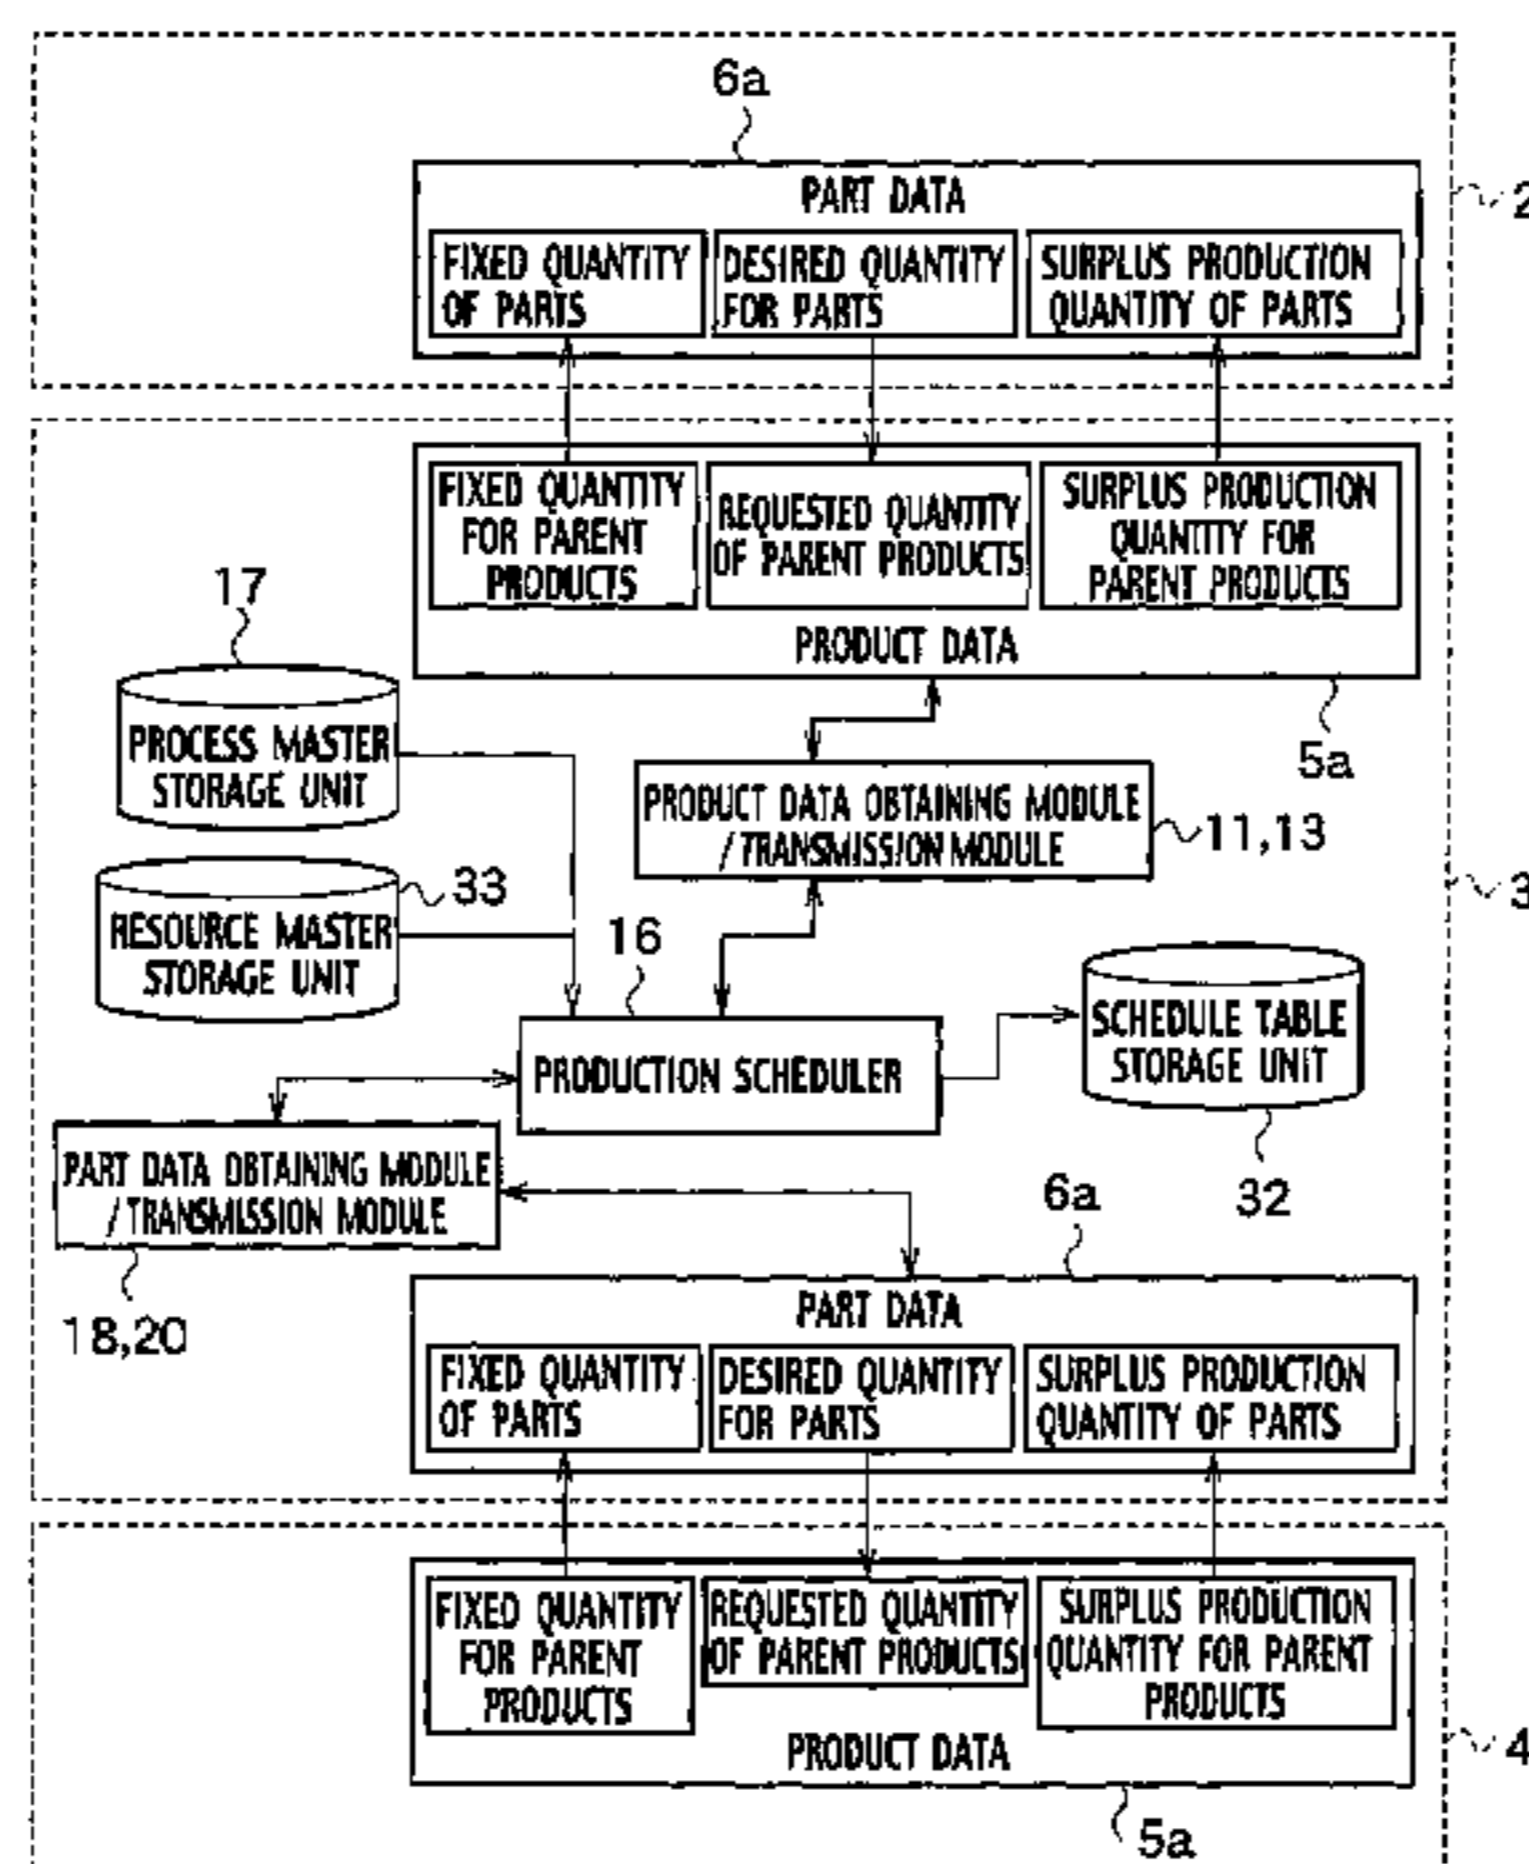 6a
PART DATA
FIXED QUANTITY
OF PARTS
DESIRED QUANTITY
FOR PARTS
SURPLUS PRODUCTION
QUANTITY OF PARTS
2
FIXED QUANTITY
FOR PARENT
PRODUCTS
REQUESTED QUANTITY
OF PARENT PRODUCTS
SURPLUS PRODUCTION
QUANTITY FOR
PARENT PRODUCTS
PRODUCT DATA
5a
17
PROCESS MASTER
STORAGE UNIT
PRODUCT DATA OBTAINING MODULE
/TRANSMISSION MODULE
11,13
33
RESOURCE MASTER
STORAGE UNIT
3
16
PRODUCTION SCHEDULER
SCHEDULE TABLE
STORAGE UNIT
32
PART DATA OBTAINING MODULE
/TRANSMISSION MODULE
18,20
6a
PART DATA
FIXED QUANTITY
OF PARTS
DESIRED QUANTITY
FOR PARTS
SURPLUS PRODUCTION
QUANTITY OF PARTS
FIXED QUANTITY
FOR PARENT
PRODUCTS
REQUESTED QUANTITY
OF PARENT PRODUCTS
SURPLUS PRODUCTION
QUANTITY FOR PARENT
PRODUCTS
PRODUCT DATA
4
5a